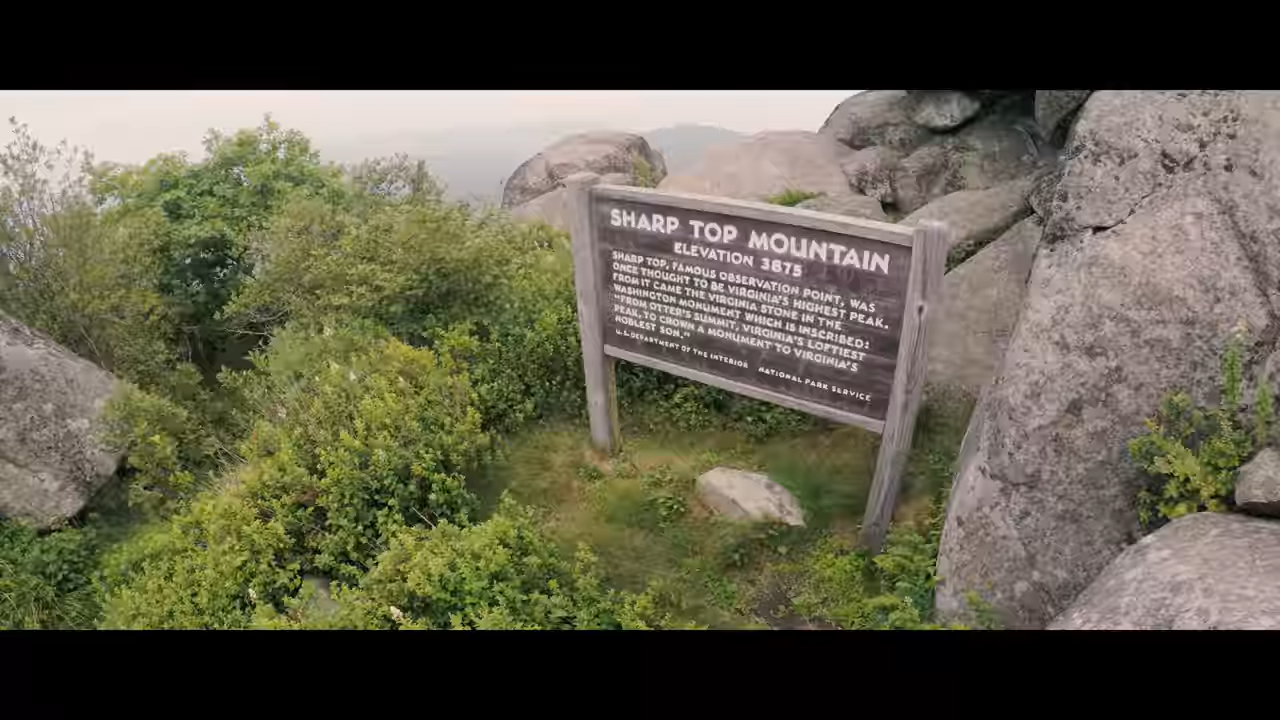 SHARP TOP MOUNTAIN
ELEVATION 3875
SHARP TOP, FAMOUS OBSERVATION POINT, WAS
ONCE THOUGHT TO BE VIRGINIA'S HIGHEST PEAK.
FROM IT CAME THE VIRGINIA STONE IN THE
WASHINGTON MONUMENT WHICH IS INSCRIBED:
"FROM OTTER'S SUMMIT, VIRGINIA'S LOFTIEST
PEAK, TO CROWN A MONUMENT TO VIRGINIA'S
NOBLEST SON."
U.S. DEPARTMENT OF THE INTERIOR NATIONAL PARK SERVICE